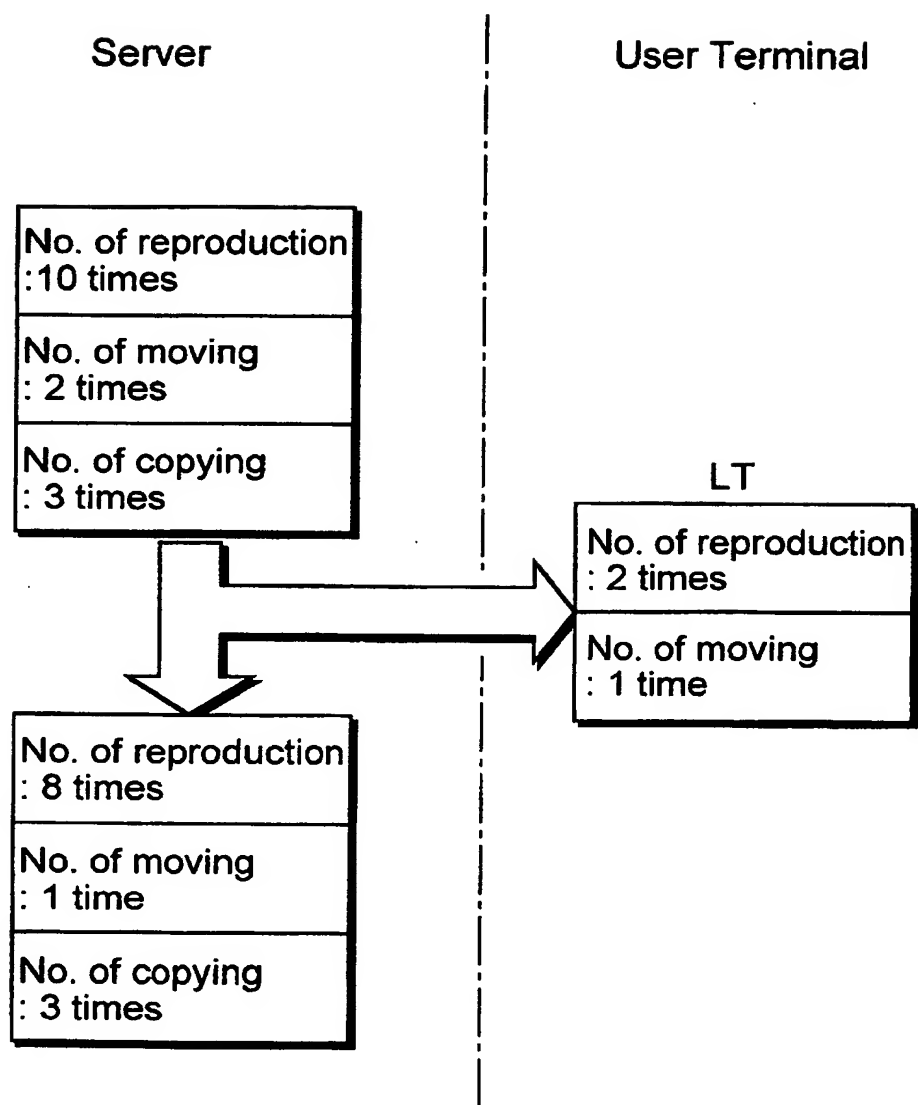 Server
User Terminal
No. of reproduction
:10 times
No. of moving
: 2 times
No. of copying
: 3 times
LT
No. of reproduction
: 2 times
No. of moving
: 1 time
No. of reproduction
: 8 times
No. of moving
: 1 time
No. of copying
: 3 times